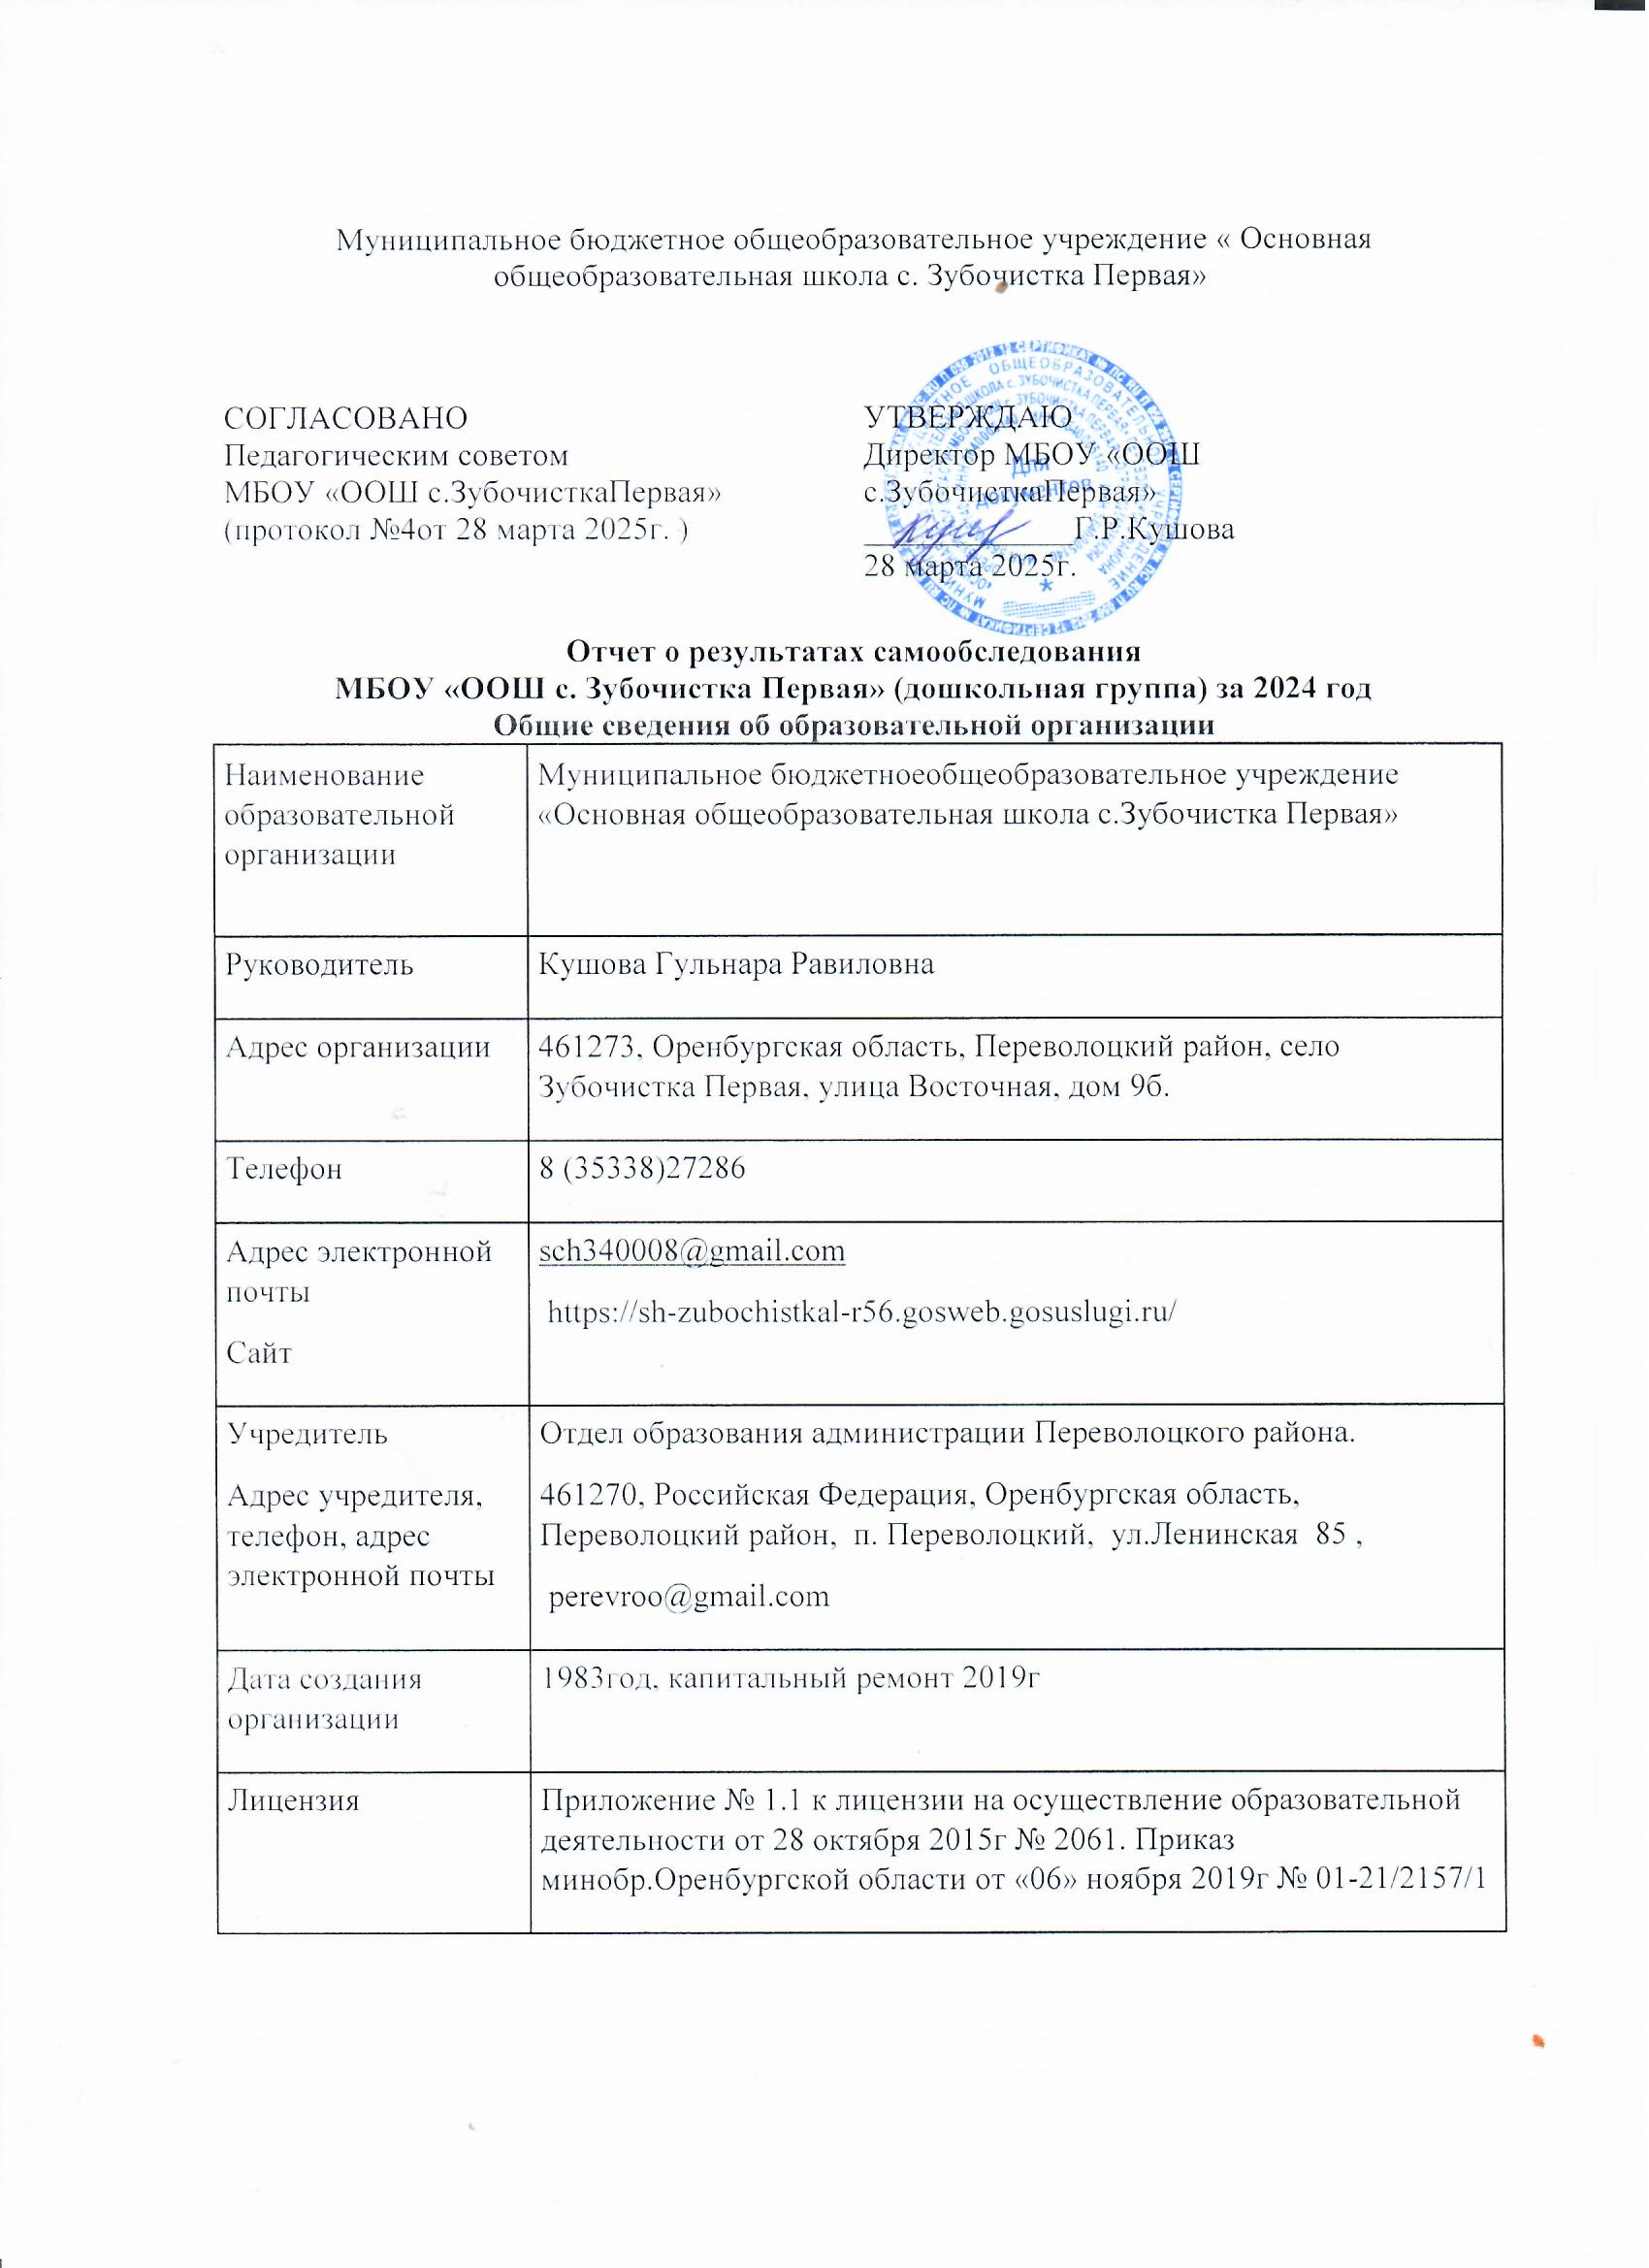 Муниципальное бюджетное общеобразовательное учреждение « Основная
общеобразовательная школа с. Зубочистка Первая»
СОГЛАСОВАНО
Педагогическим советом
МБОУ «ООШ с.ЗубочисткаПервая»
(протокол №4от 28 марта 2025г. )
УТВЕРЖДАЮ
Директор МБОУ «ООШ
с.ЗубочисткаПервая»
Г.Р.Кушова
28 марта 2025г.
Для
документов
Отчет о результатах самообследования
МБОУ «ООШ с. Зубочистка Первая» (дошкольная группа) за 2024 год
Общие сведения об образовательной организации
Наименование
образовательной
организации
Муниципальное бюджетноеобщеобразовательное учреждение
«Основная общеобразовательная школа с.Зубочистка Первая»
Руководитель
Кушова Гульнара Равиловна
Адрес организации
461273, Оренбургская область, Переволоцкий район, село
Зубочистка Первая, улица Восточная, дом 9б.
Телефон
8 (35338)27286
Адрес электронной
почты
Сайт
sch340008@gmail.com
https://sh-zubochistkal-r56.gosweb.gosuslugi.ru/
Учредитель
Адрес учредителя,
телефон, адрес
электронной почты
Отдел образования администрации Переволоцкого района.
461270, Российская Федерация, Оренбургская область,
Переволоцкий район,  п. Переволоцкий,  ул.Ленинская  85 ,
perevroo@gmail.com
Дата создания
организации
1983год, капитальный ремонт 2019г
Лицензия
Приложение № 1.1 к лицензии на осуществление образовательной
деятельности от 28 октября 2015г № 2061. Приказ
минобр.Оренбургской области от «06» ноября 2019г № 01-21/2157/1